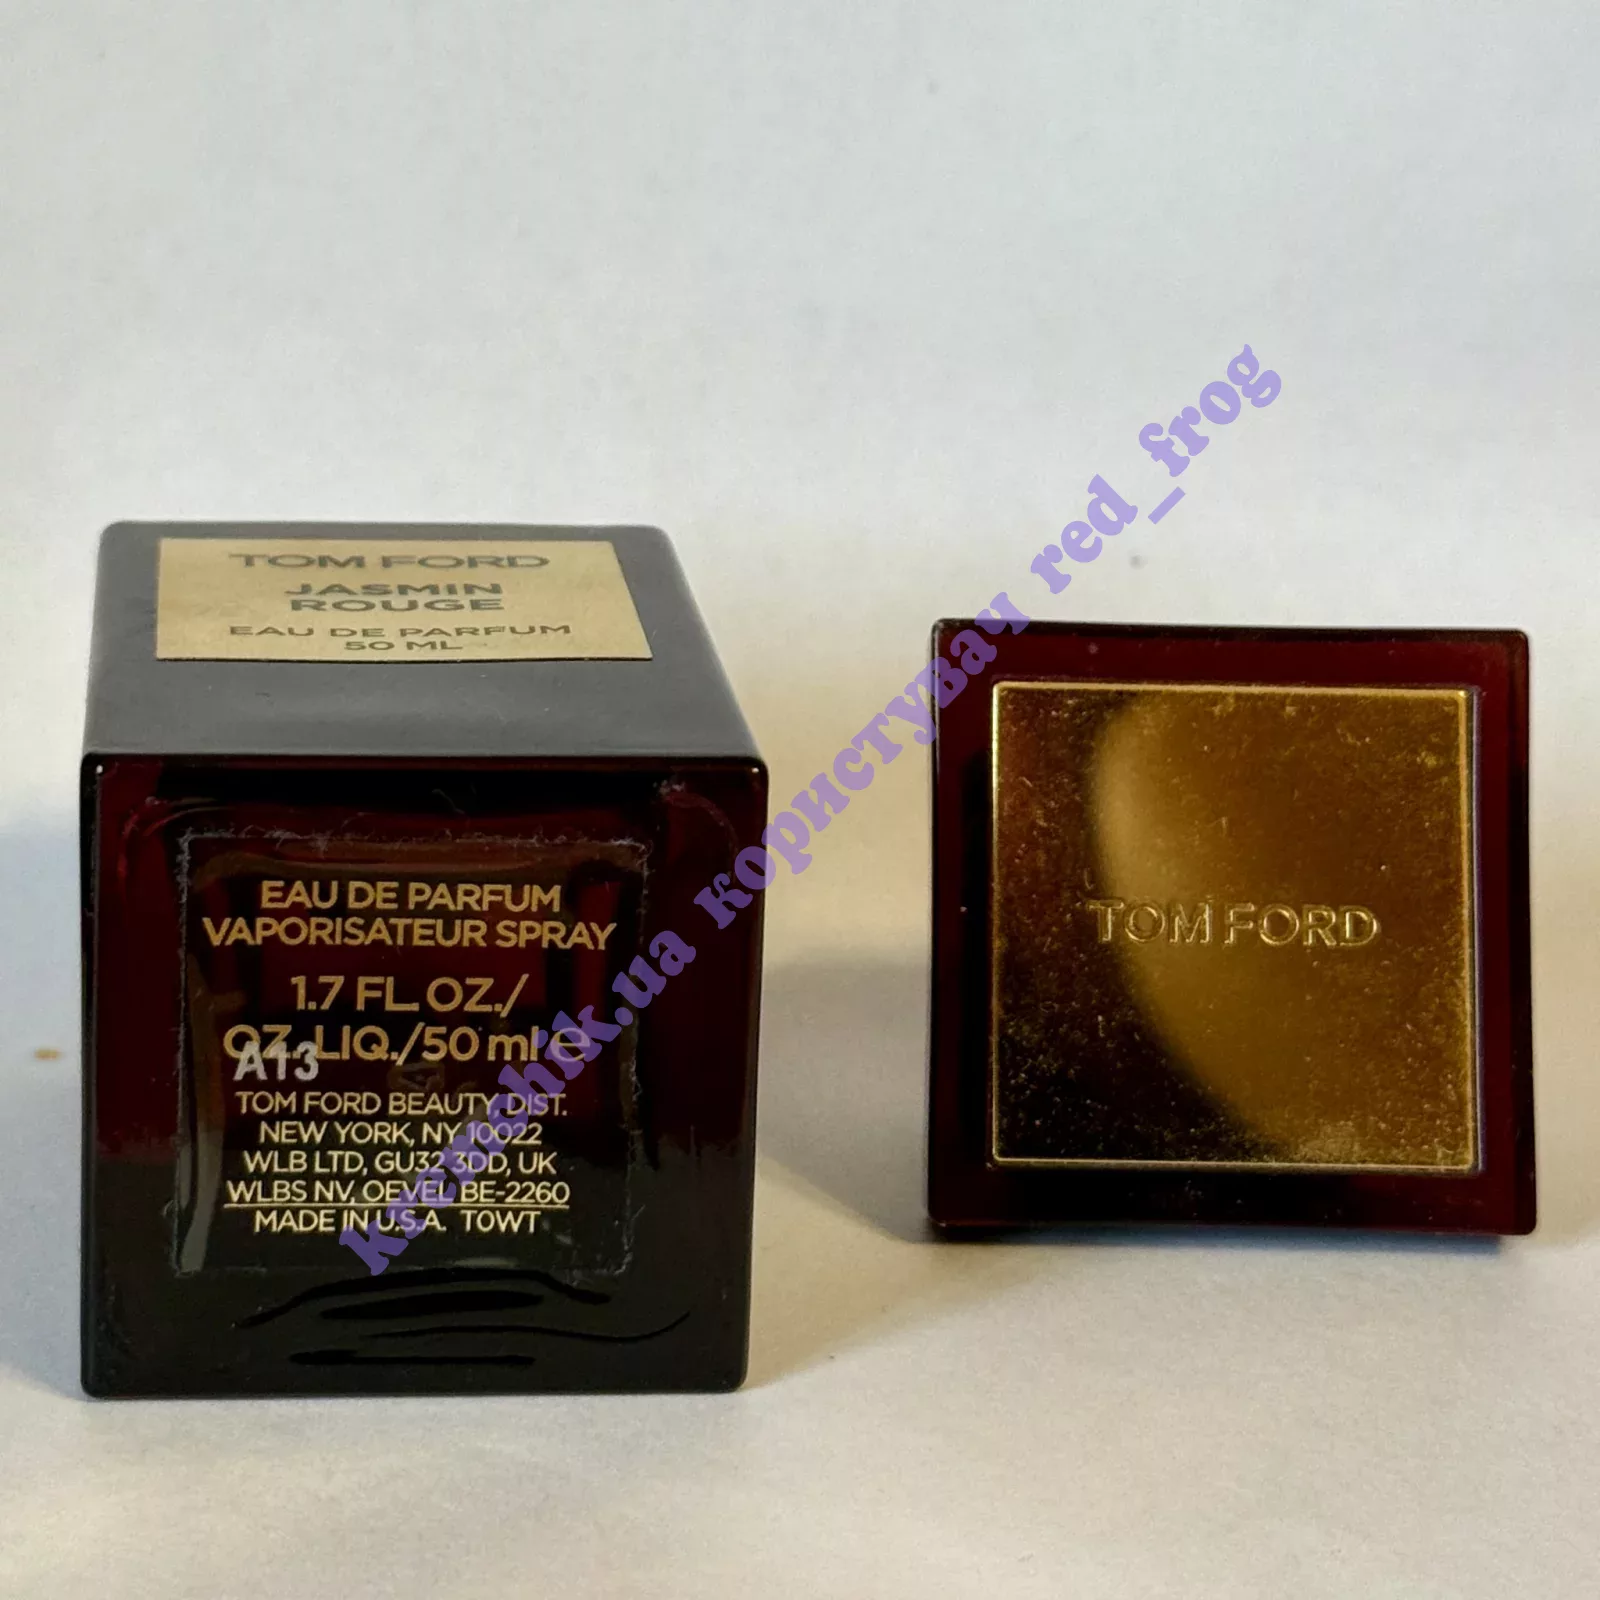 TOM FORD
JASMIN
ROUGE
EAU DE PARFUM
50 ML
EAU DE PARFUM
VAPORISATEUR SPRAY
1.7 FL. OZ./
OZ. LIQ./50 ml ℮
A13
TOM FORD BEAUTY, DIST.
NEW YORK, NY 10022
WLB LTD, GU32 3DD, UK
WLBS NV, OEVEL BE-2260
MADE IN U.S.A. T0WT
TOM FORD
kremchik.ua користувач red_frog